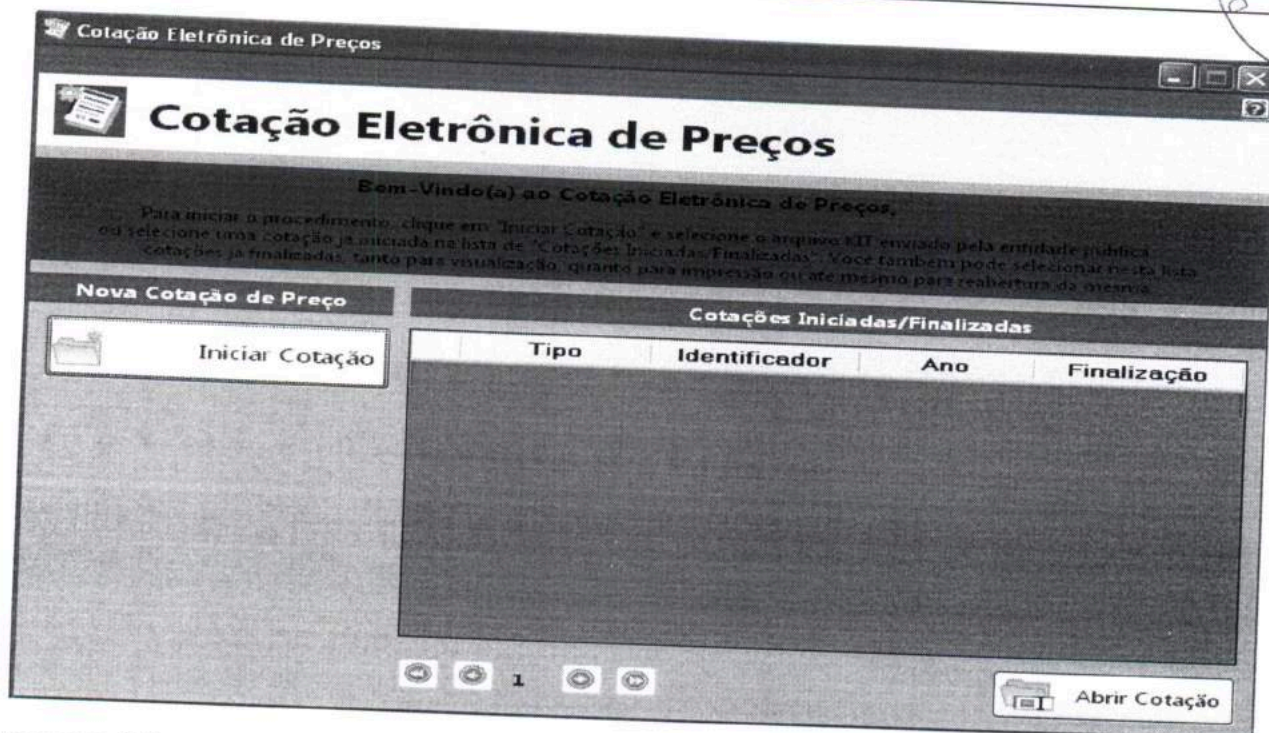 Cotação Eletrônica de Preços
Cotação Eletrônica de Preços
Bem-Vindo(a) ao Cotação Eletrônica de Preços,
Para iniciar o procedimento, clique em "Iniciar Cotação" e selecione o arquivo KIT enviado pela entidade pública
ou selecione uma cotação já iniciada na lista de "Cotações Iniciadas/Finalizadas". Você também pode selecionar nesta lista
cotações já finalizadas, tanto para visualização, quanto para impressão ou até mesmo para reabertura da mesma
Nova Cotação de Preço
Iniciar Cotação
Cotações Iniciadas/Finalizadas
Tipo Identificador Ano Finalização
1
Abrir Cotação